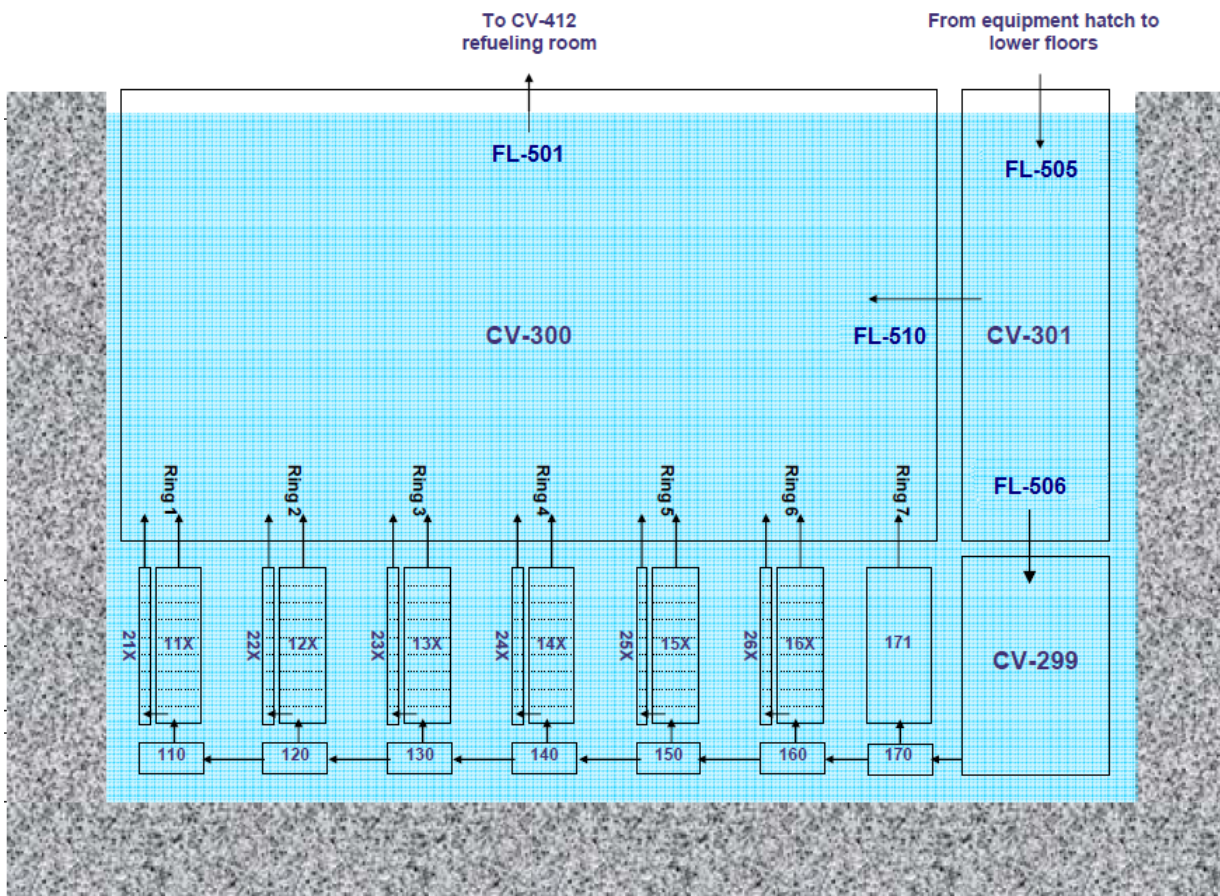 To CV-412
refueling room
From equipment hatch to
lower floors
FL-501
FL-505
CV-300
FL-510
CV-301
FL-506
Ring 1
Ring 2
Ring 3
Ring 4
Ring 5
Ring 6
Ring 7
21X
11X
22X
12X
23X
13X
24X
14X
25X
15X
26X
16X
171
CV-299
110
120
130
140
150
160
170